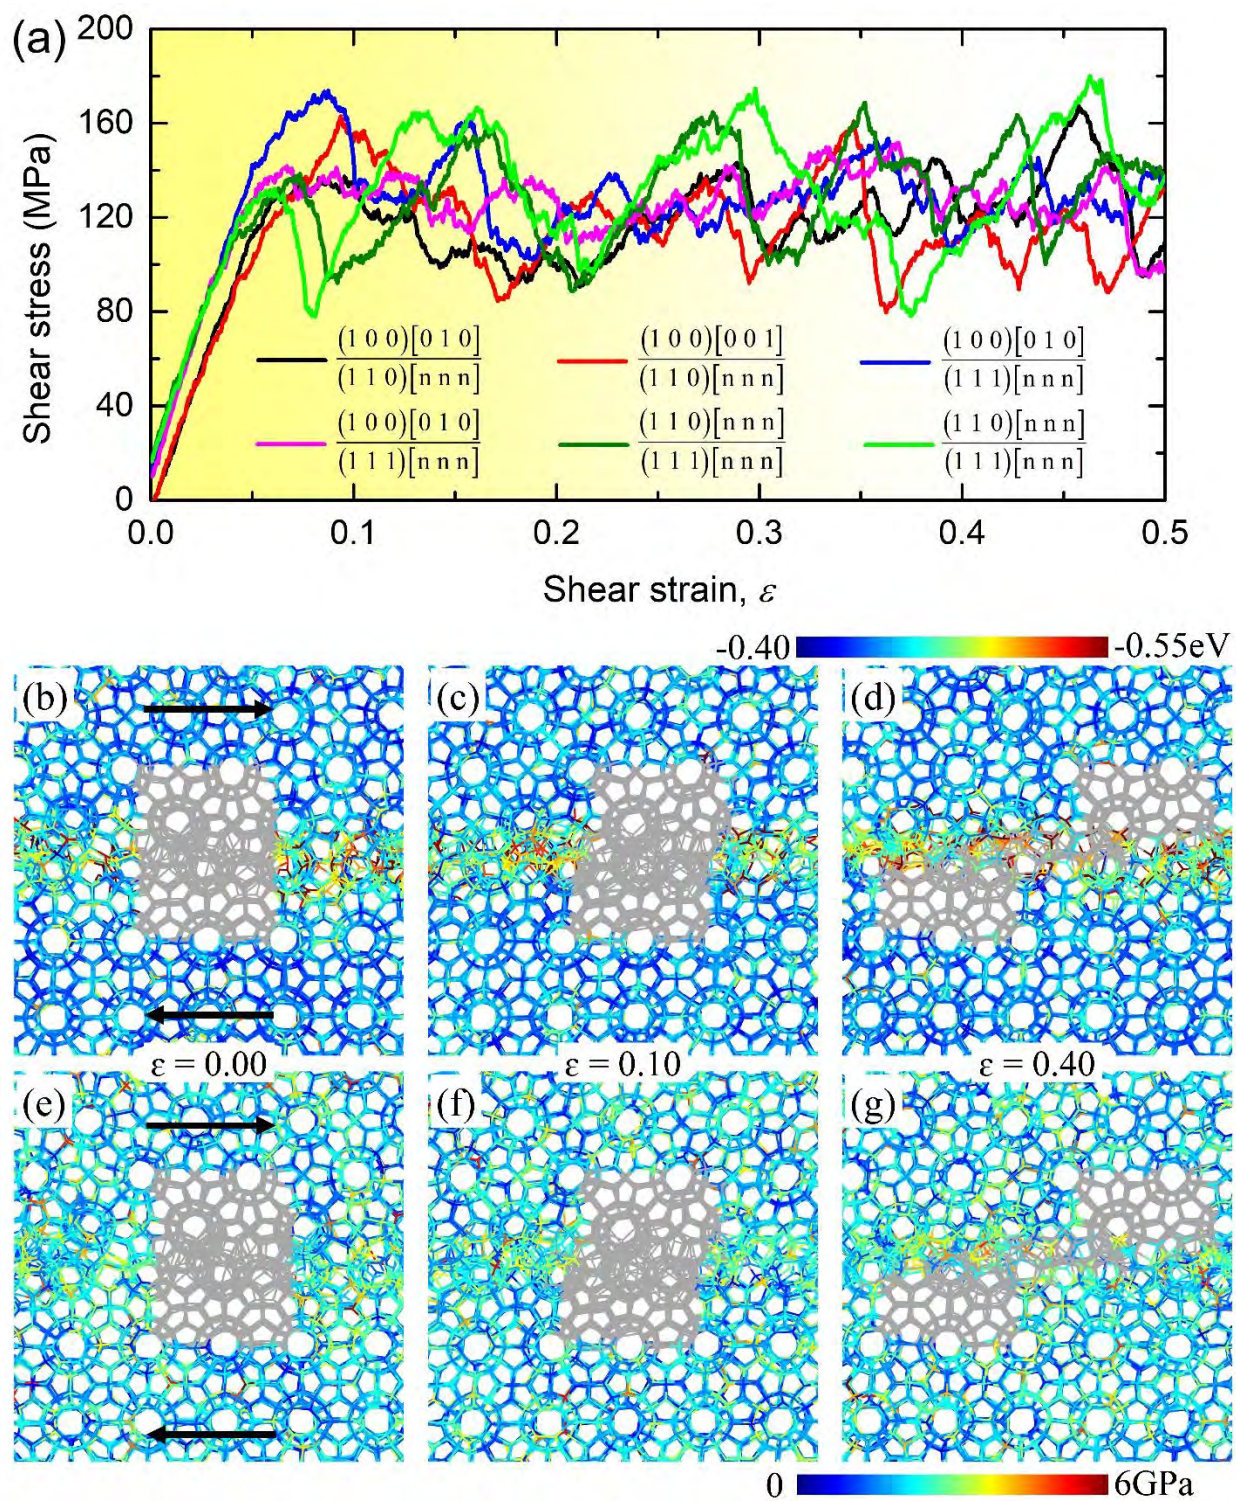 (a)
200
160
120
80
40
0
Shear stress (MPa)
(1 0 0)[0 1 0]
(1 1 0)[n n n]
(1 0 0)[0 0 1]
(1 1 0)[n n n]
(1 0 0)[0 1 0]
(1 1 1)[n n n]
(1 0 0)[0 1 0]
(1 1 1)[n n n]
(1 1 0)[n n n]
(1 1 1)[n n n]
(1 1 0)[n n n]
(1 1 1)[n n n]
0.0 0.1 0.2 0.3 0.4 0.5
Shear strain, ε
-0.40 -0.55eV
(b) (c) (d)
ε = 0.00 ε = 0.10 ε = 0.40
(e) (f) (g)
0 6GPa